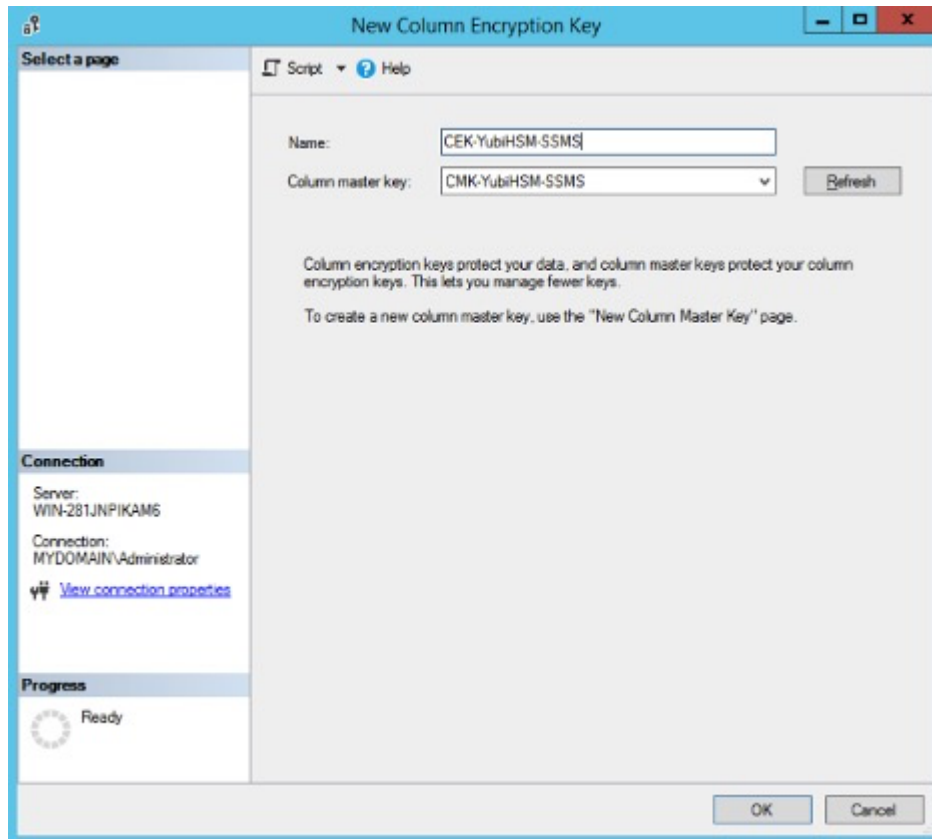 New Column Encryption Key
Select a page
Script
Help
Name:
CEK-YubiHSM-SSMS
Column master key:
CMK-YubiHSM-SSMS
Refresh
Column encryption keys protect your data, and column master keys protect your column
encryption keys. This lets you manage fewer keys.
To create a new column master key, use the "New Column Master Key" page.
Connection
Server:
WIN-281JNPIKAM6
Connection:
MYDOMAIN\Administrator
View connection properties
Progress
Ready
OK
Cancel